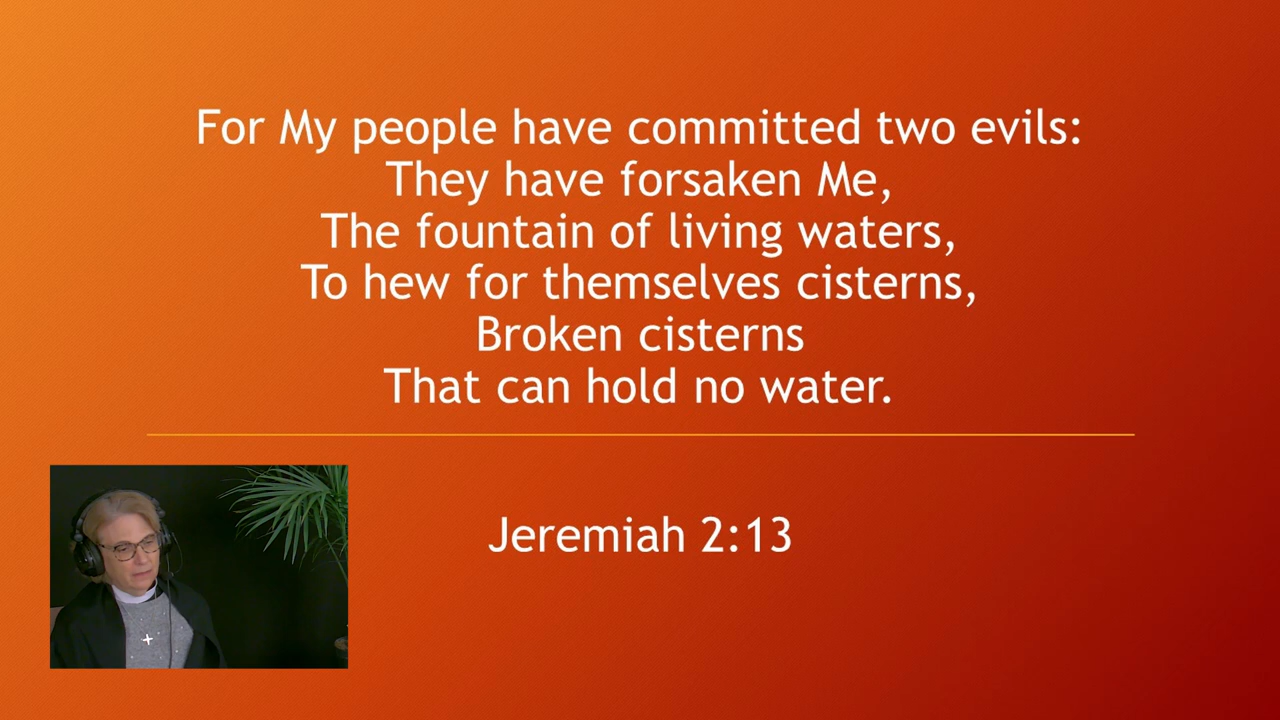 For My people have committed two evils:
They have forsaken Me,
The fountain of living waters,
To hew for themselves cisterns,
Broken cisterns
That can hold no water.
Jeremiah 2:13